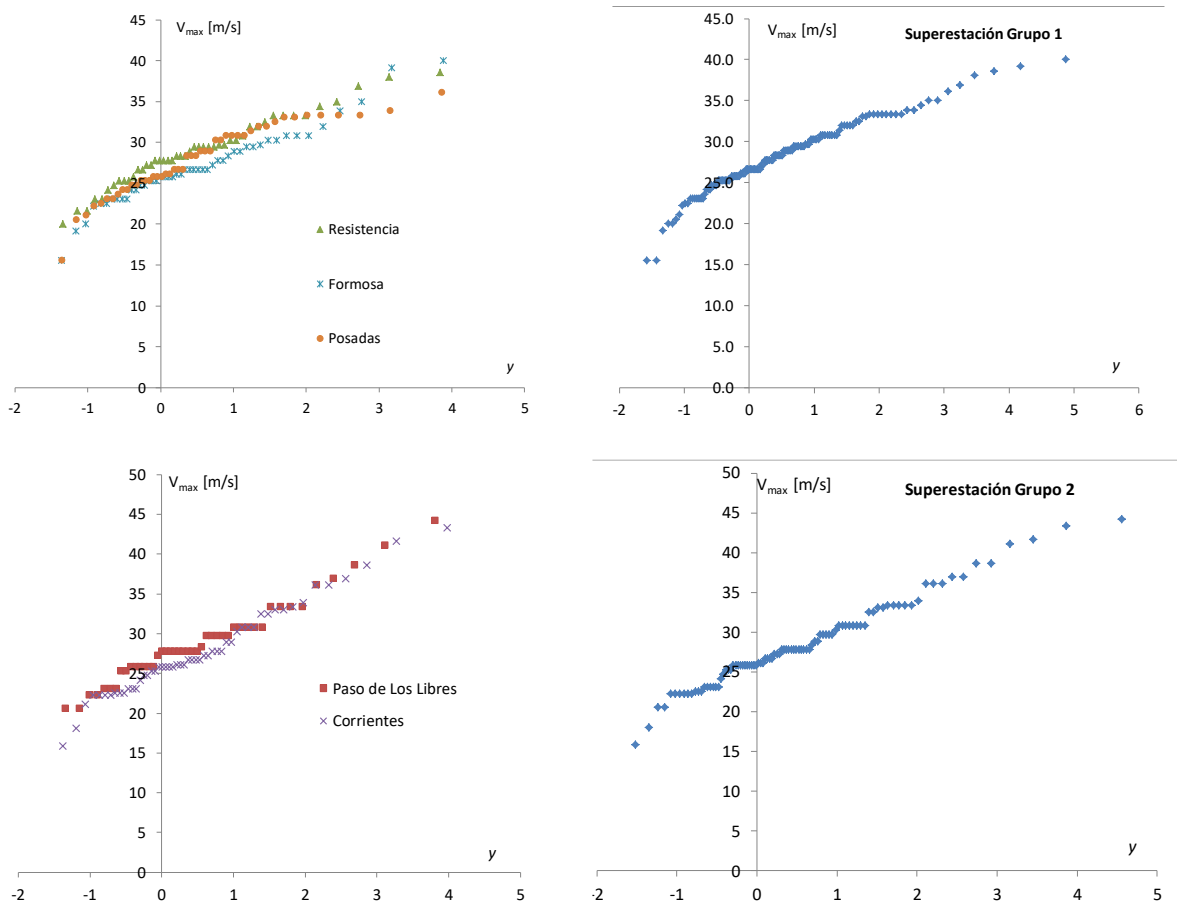 V_max [m/s]
45
40
35
30
25
20
15
10
5
0
-2 -1 0 1 2 3 4 5
y
Resistencia
Formosa
Posadas
V_max [m/s]
Superestación Grupo 1
45.0
40.0
35.0
30.0
25.0
20.0
15.0
10.0
5.0
0.0
-2 -1 0 1 2 3 4 5 6
y
V_max [m/s]
50
45
40
35
30
25
20
15
10
5
0
-2 -1 0 1 2 3 4 5
y
Paso de Los Libres
Corrientes
V_max [m/s]
Superestación Grupo 2
50
45
40
35
30
25
20
15
10
5
0
-2 -1 0 1 2 3 4 5
y